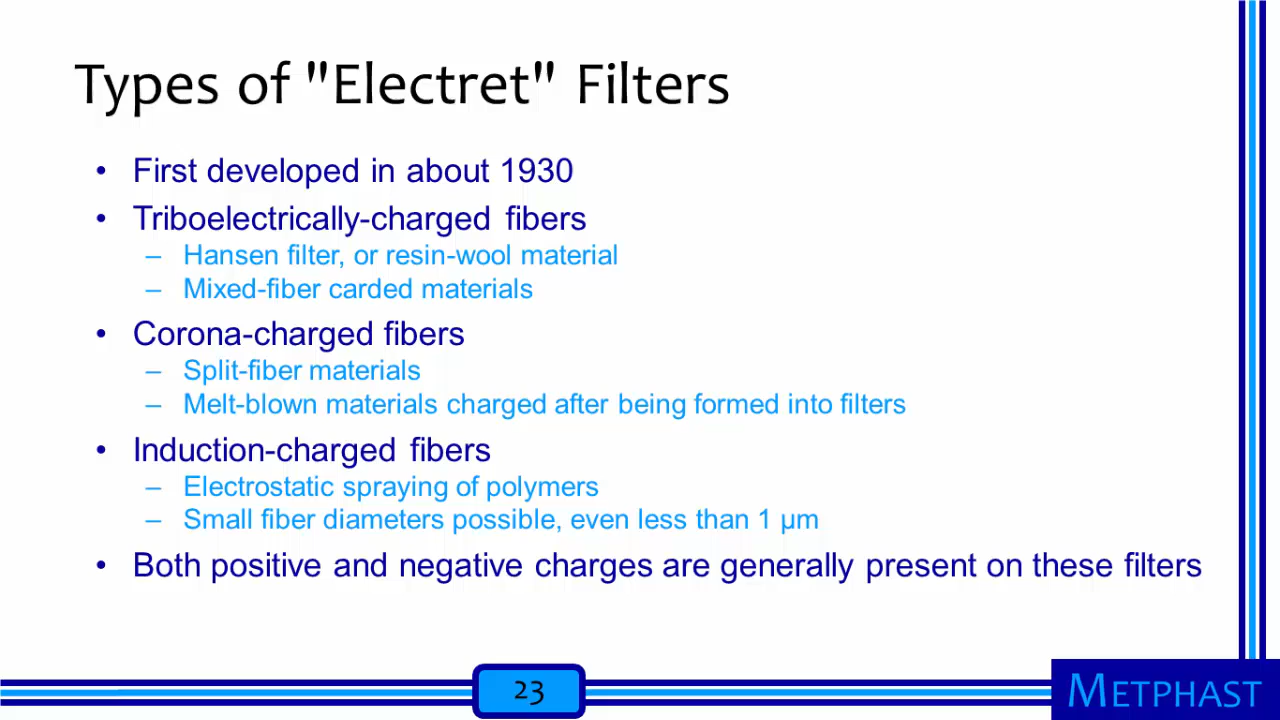 Types of "Electret" Filters
• First developed in about 1930
• Triboelectrically-charged fibers
– Hansen filter, or resin-wool material
– Mixed-fiber carded materials
• Corona-charged fibers
– Split-fiber materials
– Melt-blown materials charged after being formed into filters
• Induction-charged fibers
– Electrostatic spraying of polymers
– Small fiber diameters possible, even less than 1 µm
• Both positive and negative charges are generally present on these filters
23
METPHAST